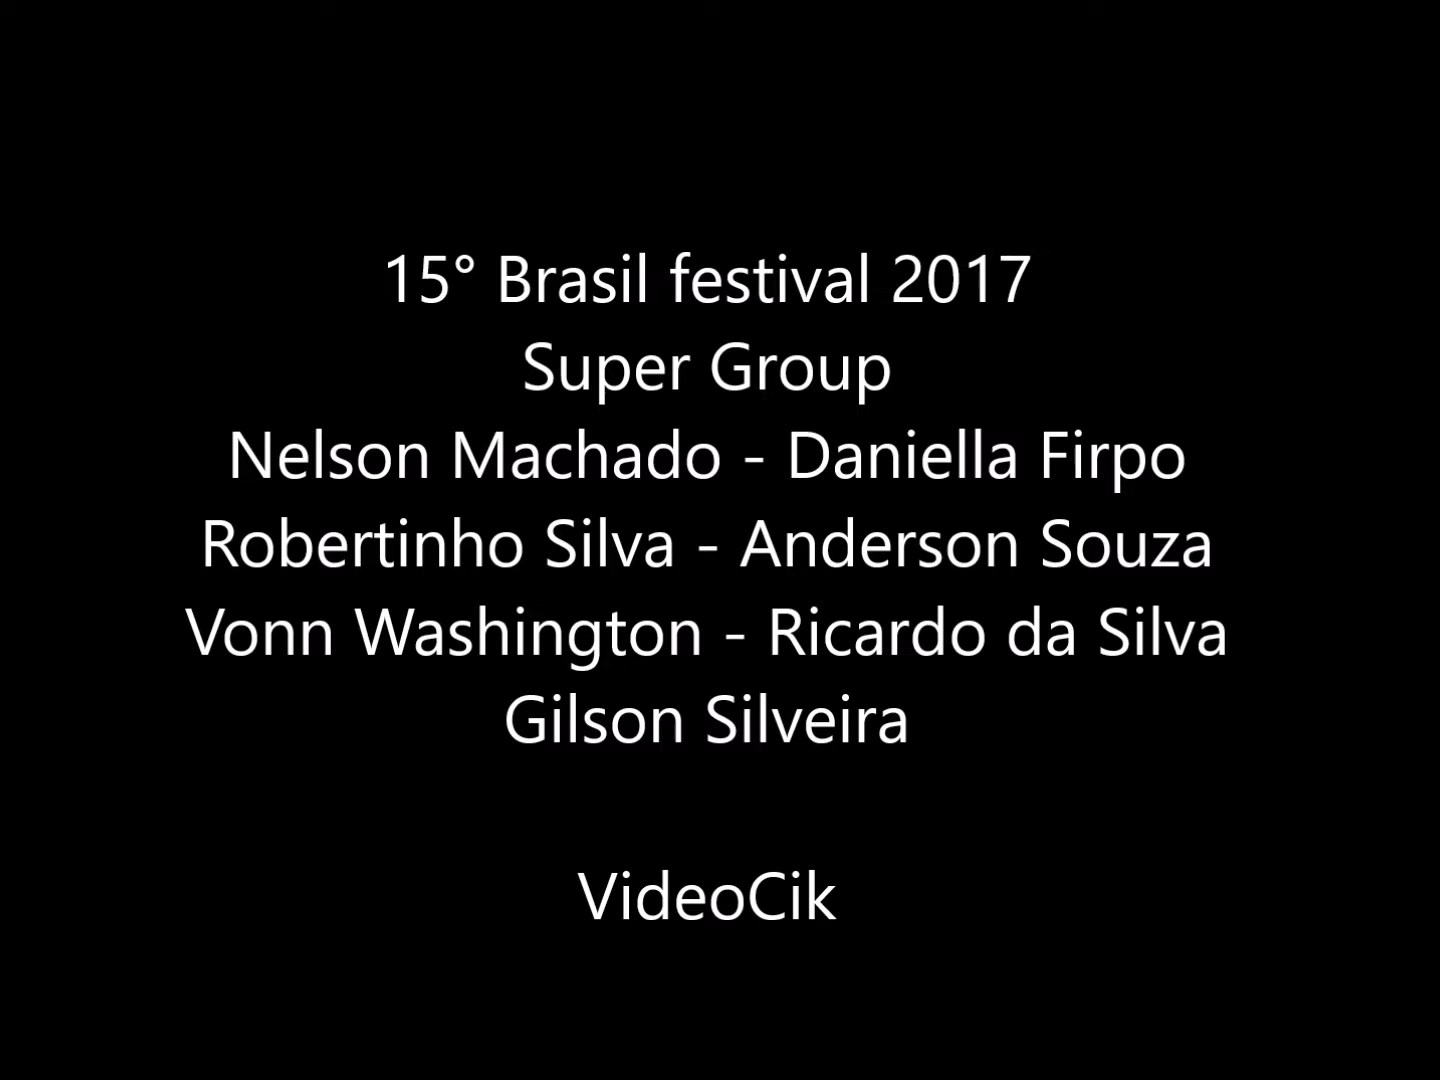 15° Brasil festival 2017
Super Group
Nelson Machado - Daniella Firpo
Robertinho Silva - Anderson Souza
Vonn Washington - Ricardo da Silva
Gilson Silveira
VideoCik